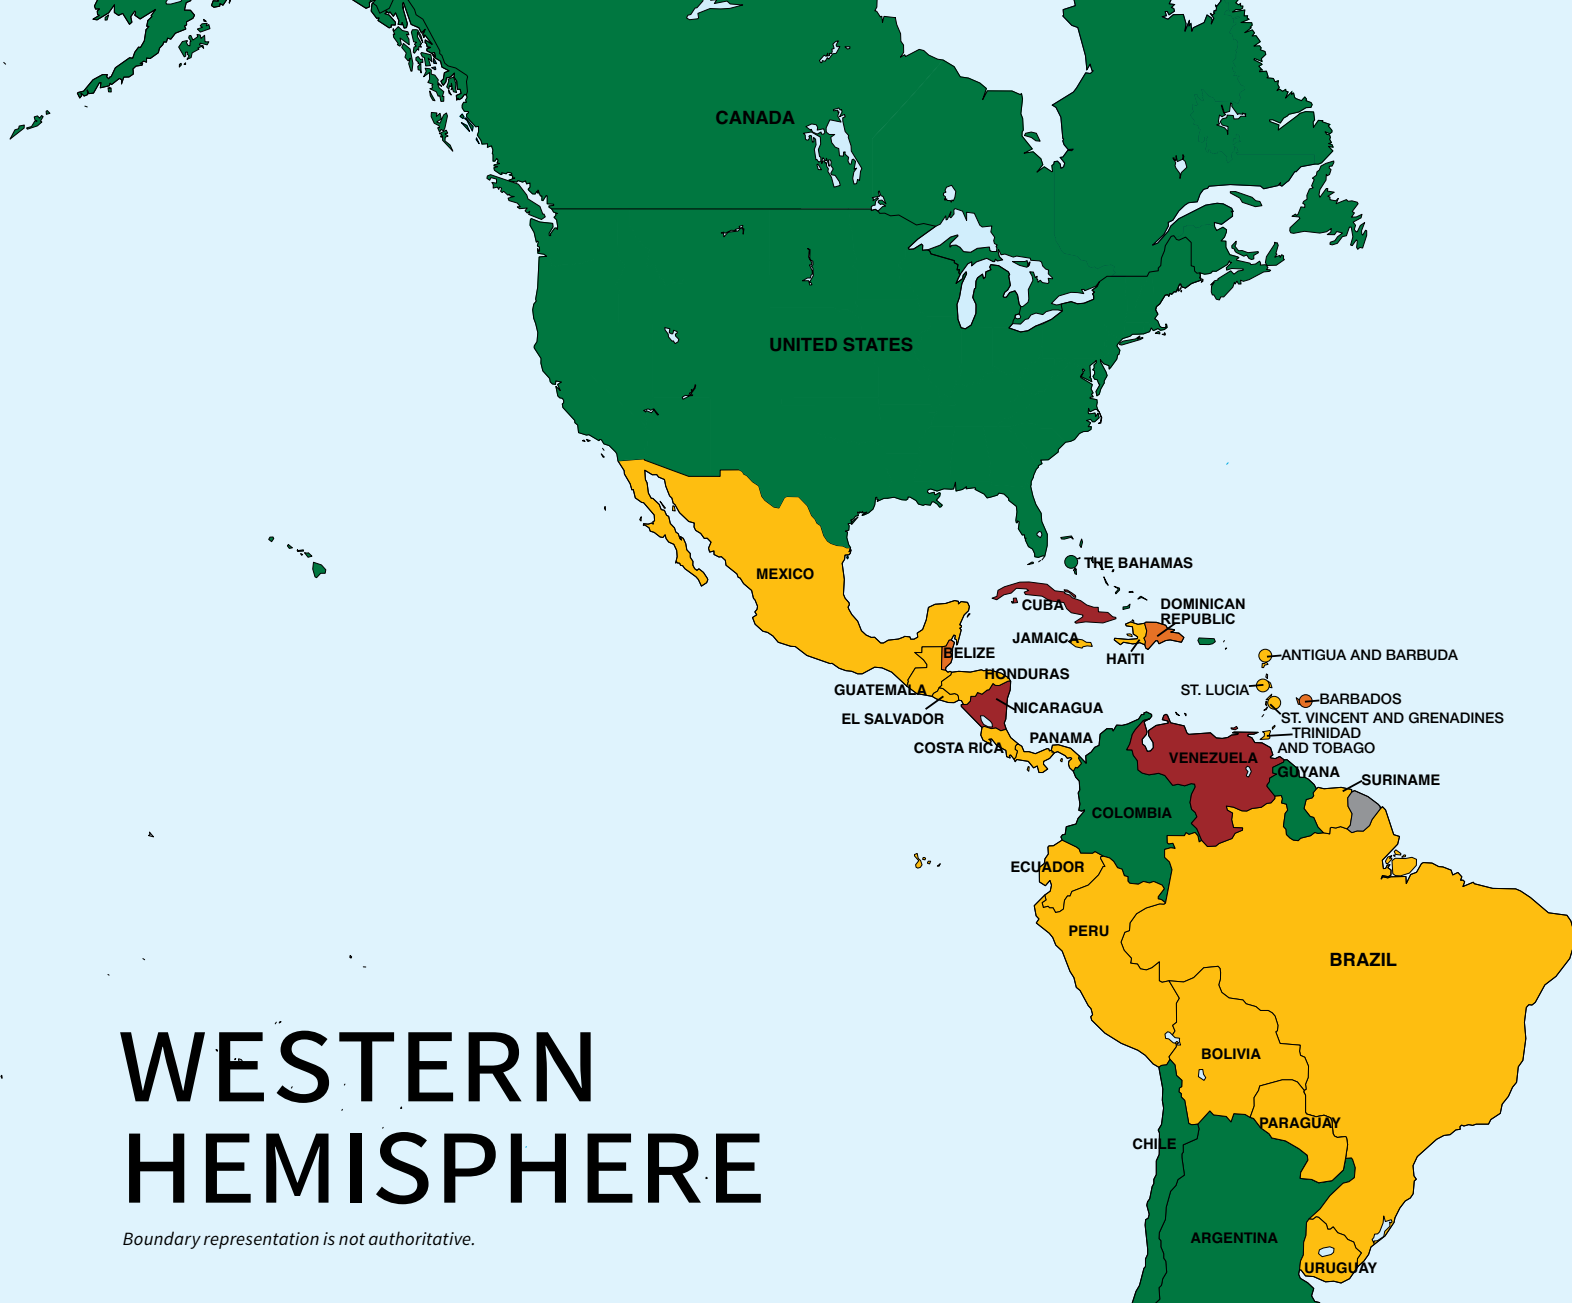 CANADA
UNITED STATES
MEXICO
THE BAHAMAS
CUBA
DOMINICAN
REPUBLIC
JAMAICA
HAITI
BELIZE
ANTIGUA AND BARBUDA
HONDURAS
GUATEMALA
ST. LUCIA
BARBADOS
NICARAGUA
EL SALVADOR
ST. VINCENT AND GRENADINES
TRINIDAD
AND TOBAGO
PANAMA
COSTA RICA
VENEZUELA
GUYANA
SURINAME
COLOMBIA
ECUADOR
PERU
BRAZIL
BOLIVIA
PARAGUAY
CHILE
ARGENTINA
URUGUAY
WESTERN
HEMISPHERE
Boundary representation is not authoritative.